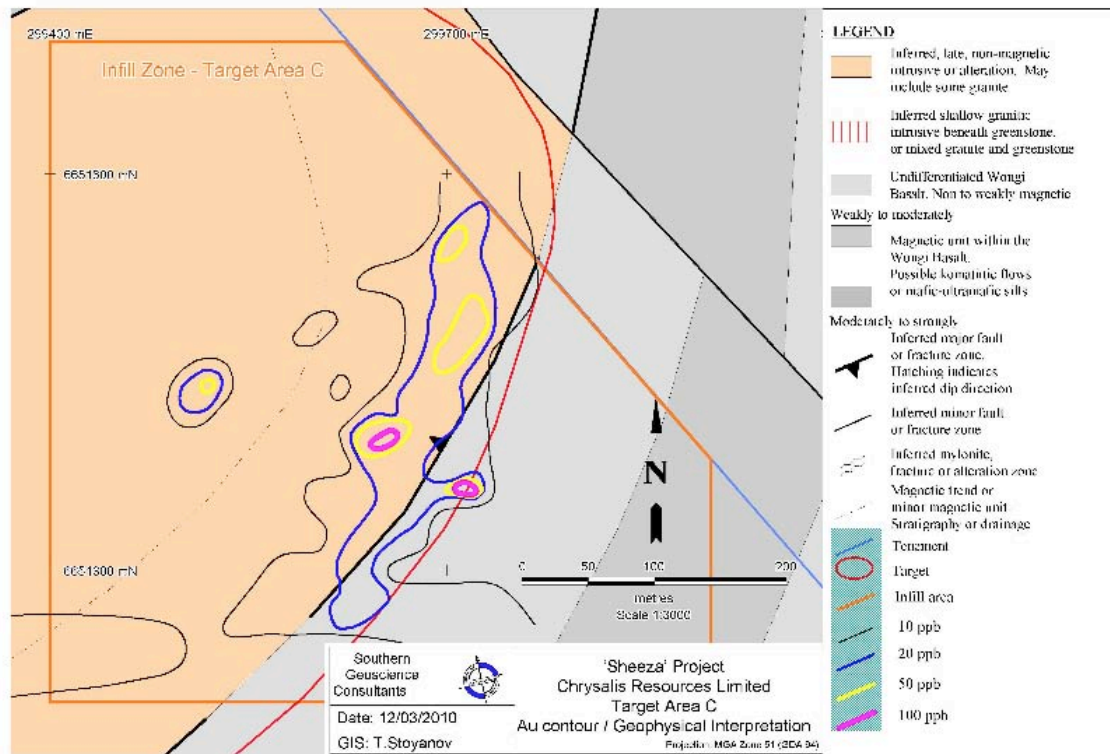 299400 mE
299700 mE
Infill Zone - Target Area C
6651300 mN
6651300 mN
N
0 50 100 200
metres
Scale 1:3000
Southern
Geoscience
Consultants
Date: 12/03/2010
GIS: T.Stoyanov
'Sheeza' Project
Chrysalis Resources Limited
Target Area C
Au contour / Geophysical Interpretation
Projection: MGA Zone 51 (GDA 94)
LEGEND
Inferred, late, non-magnetic
intrusive or alteration. May
include some granite
Inferred shallow granitic
intrusive beneath greenstone,
or mixed granite and greenstone
Undifferentiated Wongi
Basalt. Non to weakly magnetic
Weakly to moderately
Magnetic unit within the
Wongi Basalt.
Possible komatiitic flows
or mafic-ultramafic sills
Moderately to strongly
Inferred major fault
or fracture zone.
Hatching indicates
inferred dip direction
Inferred minor fault
or fracture zone
Inferred mylonite,
fracture or alteration zone
Magnetic trend or
minor magnetic unit
Stratigraphy or drainage
Tenement
Target
Infill area
10 ppb
20 ppb
50 ppb
100 ppb